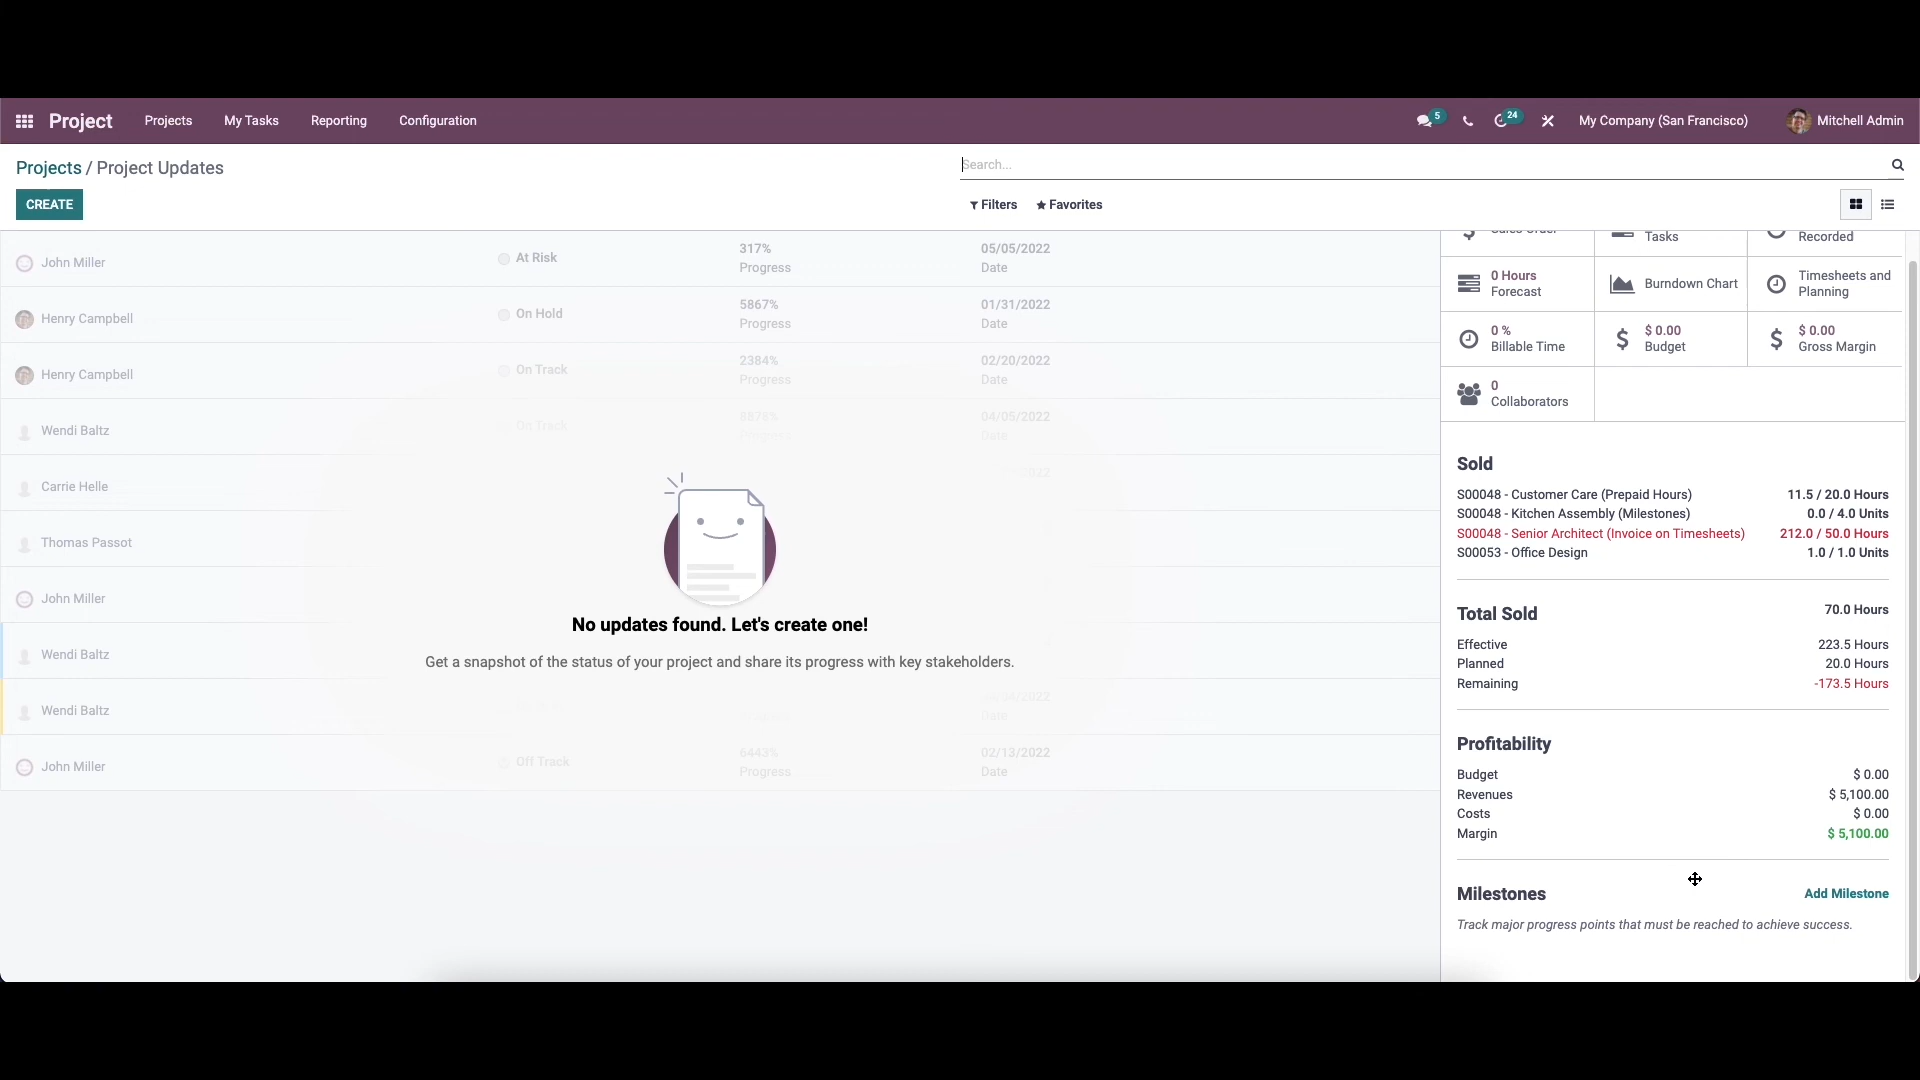 Project Projects My Tasks Reporting Configuration 5 24 My Company (San Francisco) Mitchell Admin
Projects / Project Updates
Search...
CREATE
Filters Favorites
John Miller At Risk 317% Progress 05/05/2022 Date
Henry Campbell On Hold 5867% Progress 01/31/2022 Date
Henry Campbell On Track 2384% Progress 02/20/2022 Date
Wendi Baltz On Track 8878% Progress 04/05/2022 Date
Carrie Helle
Thomas Passot
John Miller
Wendi Baltz
Wendi Baltz Date
John Miller Off Track 6443% Progress 02/13/2022 Date
No updates found. Let's create one!
Get a snapshot of the status of your project and share its progress with key stakeholders.
Sales Order
Tasks
Recorded
0 Hours
Forecast
Burndown Chart
Timesheets and
Planning
0 %
Billable Time
$ 0.00
Budget
$ 0.00
Gross Margin
0
Collaborators
Sold
S00048 - Customer Care (Prepaid Hours) 11.5 / 20.0 Hours
S00048 - Kitchen Assembly (Milestones) 0.0 / 4.0 Units
S00048 - Senior Architect (Invoice on Timesheets) 212.0 / 50.0 Hours
S00053 - Office Design 1.0 / 1.0 Units
Total Sold 70.0 Hours
Effective 223.5 Hours
Planned 20.0 Hours
Remaining -173.5 Hours
Profitability
Budget $ 0.00
Revenues $ 5,100.00
Costs $ 0.00
Margin $ 5,100.00
Milestones Add Milestone
Track major progress points that must be reached to achieve success.